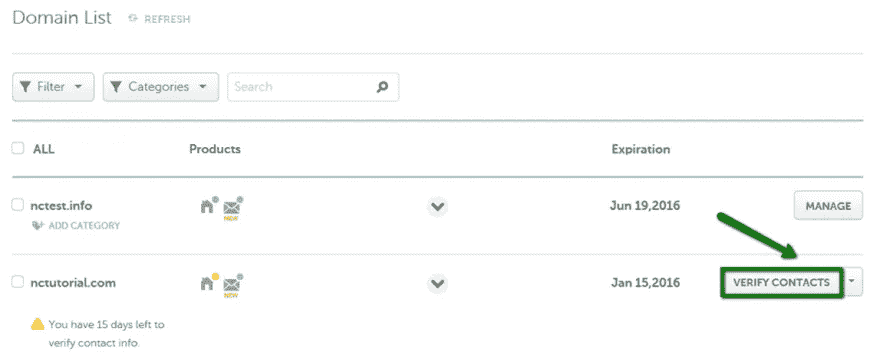 Domain List REFRESH
Filter Categories Search
ALL Products Expiration
nctest.info NEW Jun 19,2016 MANAGE
ADD CATEGORY
nctutorial.com NEW Jan 15,2016 VERIFY CONTACTS
You have 15 days left to
verify contact info.